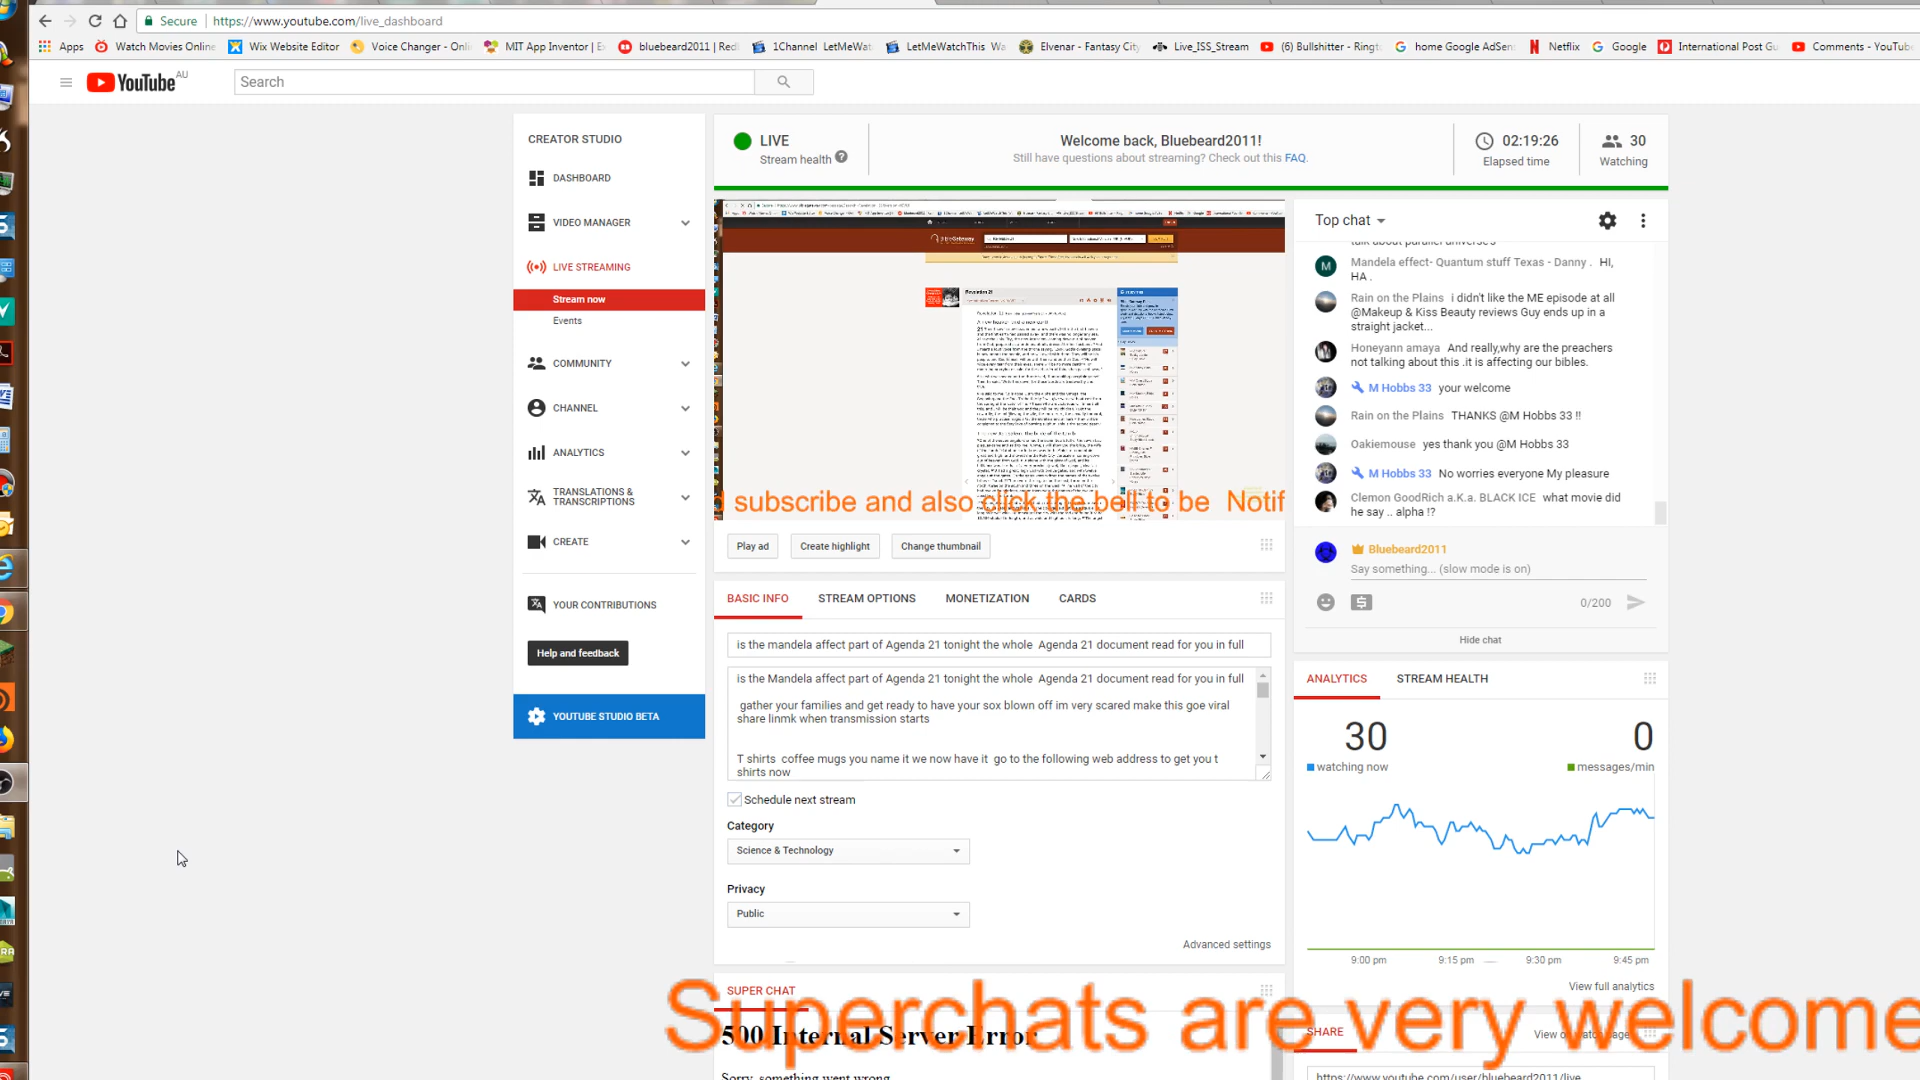 Secure
https://www.youtube.com/live_dashboard
Apps
Watch Movies Online
Wix Website Editor
Voice Changer - Onli
MIT App Inventor | E
bluebeard2011 | Red
1Channel LetMeWat
LetMeWatchThis Wa
Elvenar - Fantasy City
Live_ISS_Stream
(6) Bullshitter - Ringt
home Google AdSen
Netflix
Google
International Post Gu
Comments - YouTube
YouTube AU
Search
CREATOR STUDIO
DASHBOARD
VIDEO MANAGER
LIVE STREAMING
Stream now
Events
COMMUNITY
CHANNEL
ANALYTICS
TRANSLATIONS &
TRANSCRIPTIONS
CREATE
YOUR CONTRIBUTIONS
Help and feedback
YOUTUBE STUDIO BETA
LIVE
Stream health
Welcome back, Bluebeard2011!
Still have questions about streaming? Check out this FAQ.
02:19:26
Elapsed time
30
Watching
BibleGateway
Revelation 21
subscribe and also click the bell to be Notif
Play ad
Create highlight
Change thumbnail
BASIC INFO
STREAM OPTIONS
MONETIZATION
CARDS
is the mandela affect part of Agenda 21 tonight the whole Agenda 21 document read for you in full
is the Mandela affect part of Agenda 21 tonight the whole Agenda 21 document read for you in full
gather your families and get ready to have your sox blown off im very scared make this goe viral
share linmk when transmission starts
T shirts coffee mugs you name it we now have it go to the following web address to get you t
shirts now
Schedule next stream
Category
Science & Technology
Privacy
Public
Advanced settings
SUPER CHAT
500 Internal Server Error
Sorry, something went wrong
Top chat
talk about parallel universe's
Mandela effect- Quantum stuff Texas - Danny . HI,
HA .
Rain on the Plains i didn't like the ME episode at all
@Makeup & Kiss Beauty reviews Guy ends up in a
straight jacket...
Honeyann amaya And really,why are the preachers
not talking about this .it is affecting our bibles.
M Hobbs 33 your welcome
Rain on the Plains THANKS @M Hobbs 33 !!
Oakiemouse yes thank you @M Hobbs 33
M Hobbs 33 No worries everyone My pleasure
Clemon GoodRich a.K.a. BLACK ICE what movie did
he say .. alpha !?
Bluebeard2011
Say something... (slow mode is on)
0/200
Hide chat
ANALYTICS
STREAM HEALTH
30
watching now
0
messages/min
9:00 pm
9:15 pm
9:30 pm
9:45 pm
View full analytics
SHARE
View on watch page
https://www.youtube.com/user/bluebeard2011/live
Superchats are very welcome